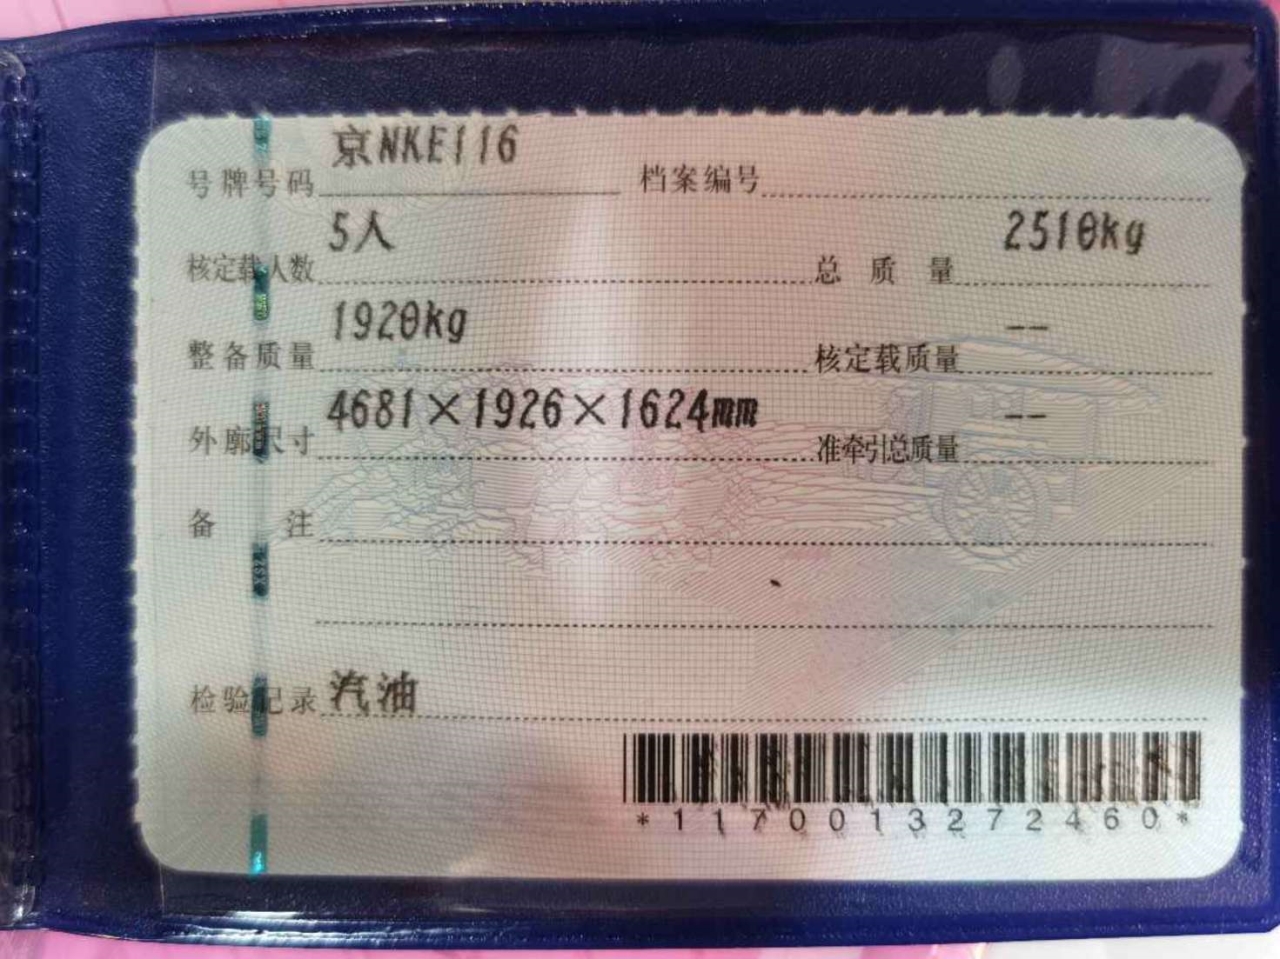 号牌号码 京NKE116 档案编号
核定载人数 5人 总质量 2510kg
整备质量 1920kg 核定载质量 --
外廓尺寸 4681×1926×1624mm 准牵引总质量 --
备注
检验记录 汽油
*1170013272460*